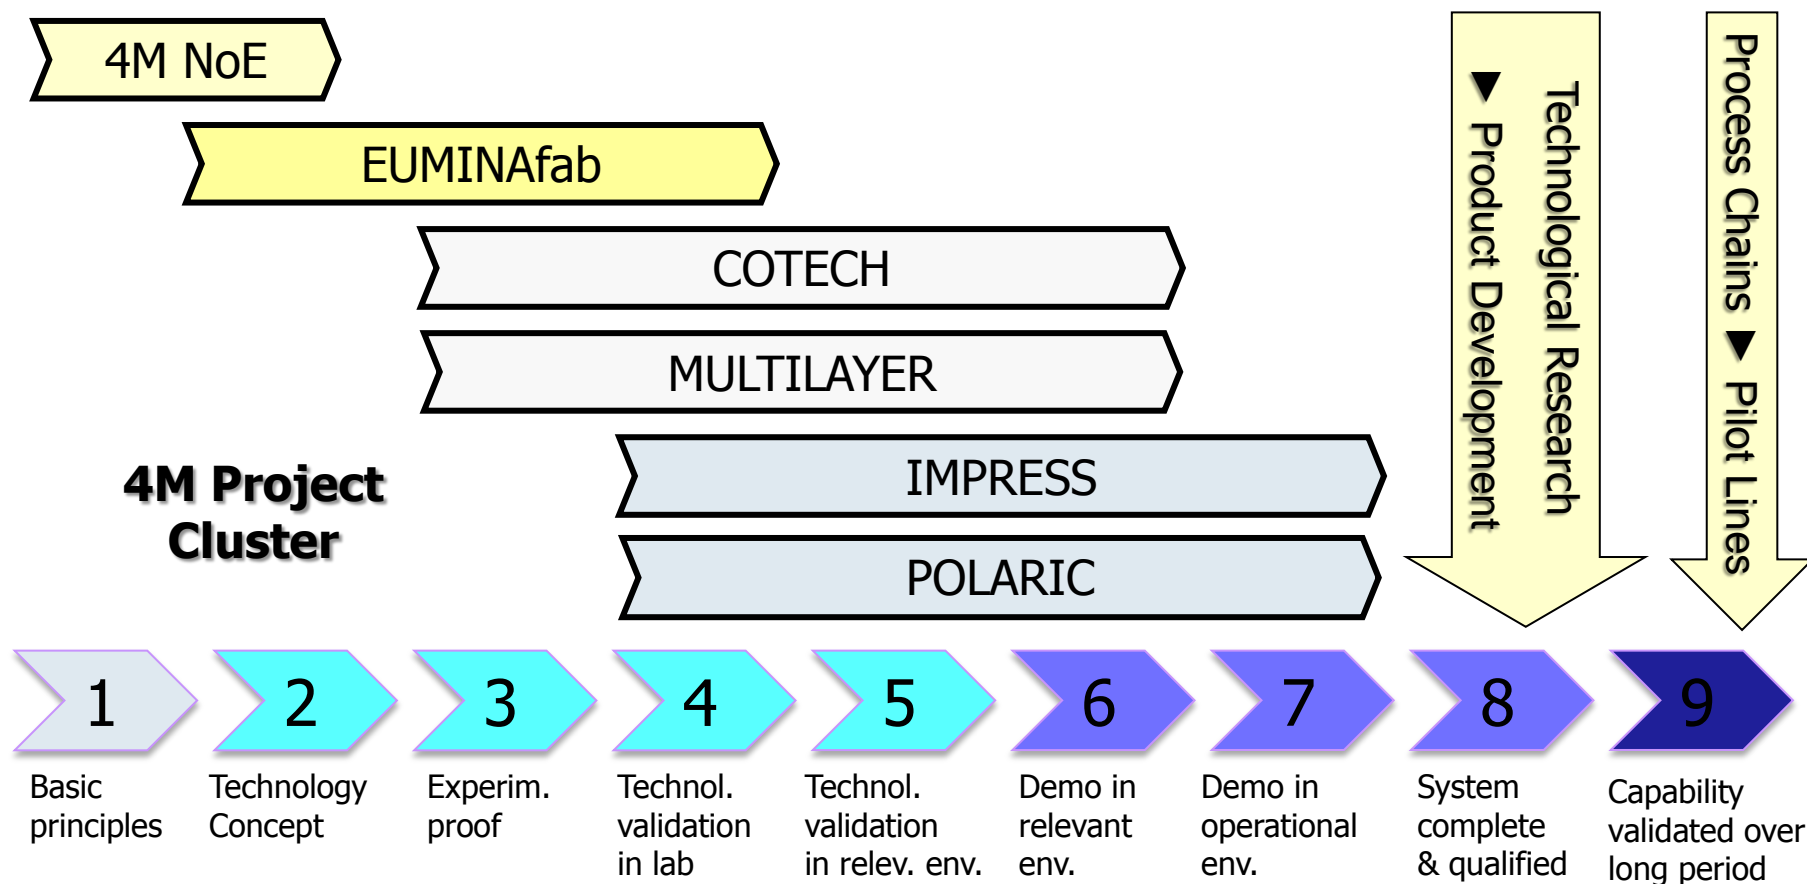 4M NoE
EUMINAfab
COTECH
MULTILAYER
IMPRESS
POLARIC
4M Project
Cluster
Technological Research
▼ Product Development
Process Chains ▼ Pilot Lines
1
2
3
4
5
6
7
8
9
Basic
principles
Technology
Concept
Experim.
proof
Technol.
validation
in lab
Technol.
validation
in relev. env.
Demo in
relevant
env.
Demo in
operational
env.
System
complete
& qualified
Capability
validated over
long period